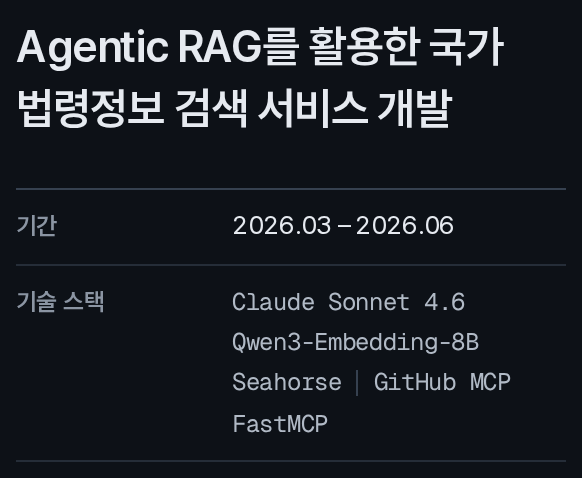 Agentic RAG를 활용한 국가
법령정보 검색 서비스 개발
기간 2026.03 – 2026.06
기술 스택 Claude Sonnet 4.6
Qwen3-Embedding-8B
Seahorse | GitHub MCP
FastMCP